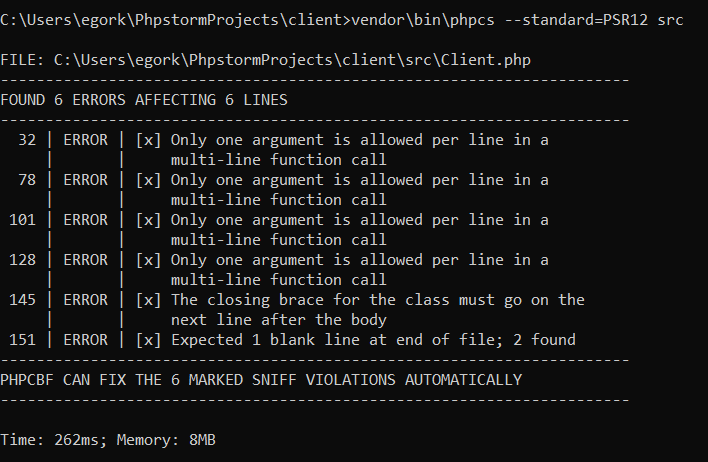 C:\Users\egork\PhpstormProjects\client>vendor\bin\phpcs --standard=PSR12 src
FILE: C:\Users\egork\PhpstormProjects\client\src\Client.php
----------------------------------------------------------------------
FOUND 6 ERRORS AFFECTING 6 LINES
----------------------------------------------------------------------
  32 | ERROR | [x] Only one argument is allowed per line in a
     |       |     multi-line function call
  78 | ERROR | [x] Only one argument is allowed per line in a
     |       |     multi-line function call
 101 | ERROR | [x] Only one argument is allowed per line in a
     |       |     multi-line function call
 128 | ERROR | [x] Only one argument is allowed per line in a
     |       |     multi-line function call
 145 | ERROR | [x] The closing brace for the class must go on the
     |       |     next line after the body
 151 | ERROR | [x] Expected 1 blank line at end of file; 2 found
----------------------------------------------------------------------
PHPCBF CAN FIX THE 6 MARKED SNIFF VIOLATIONS AUTOMATICALLY
----------------------------------------------------------------------
Time: 262ms; Memory: 8MB